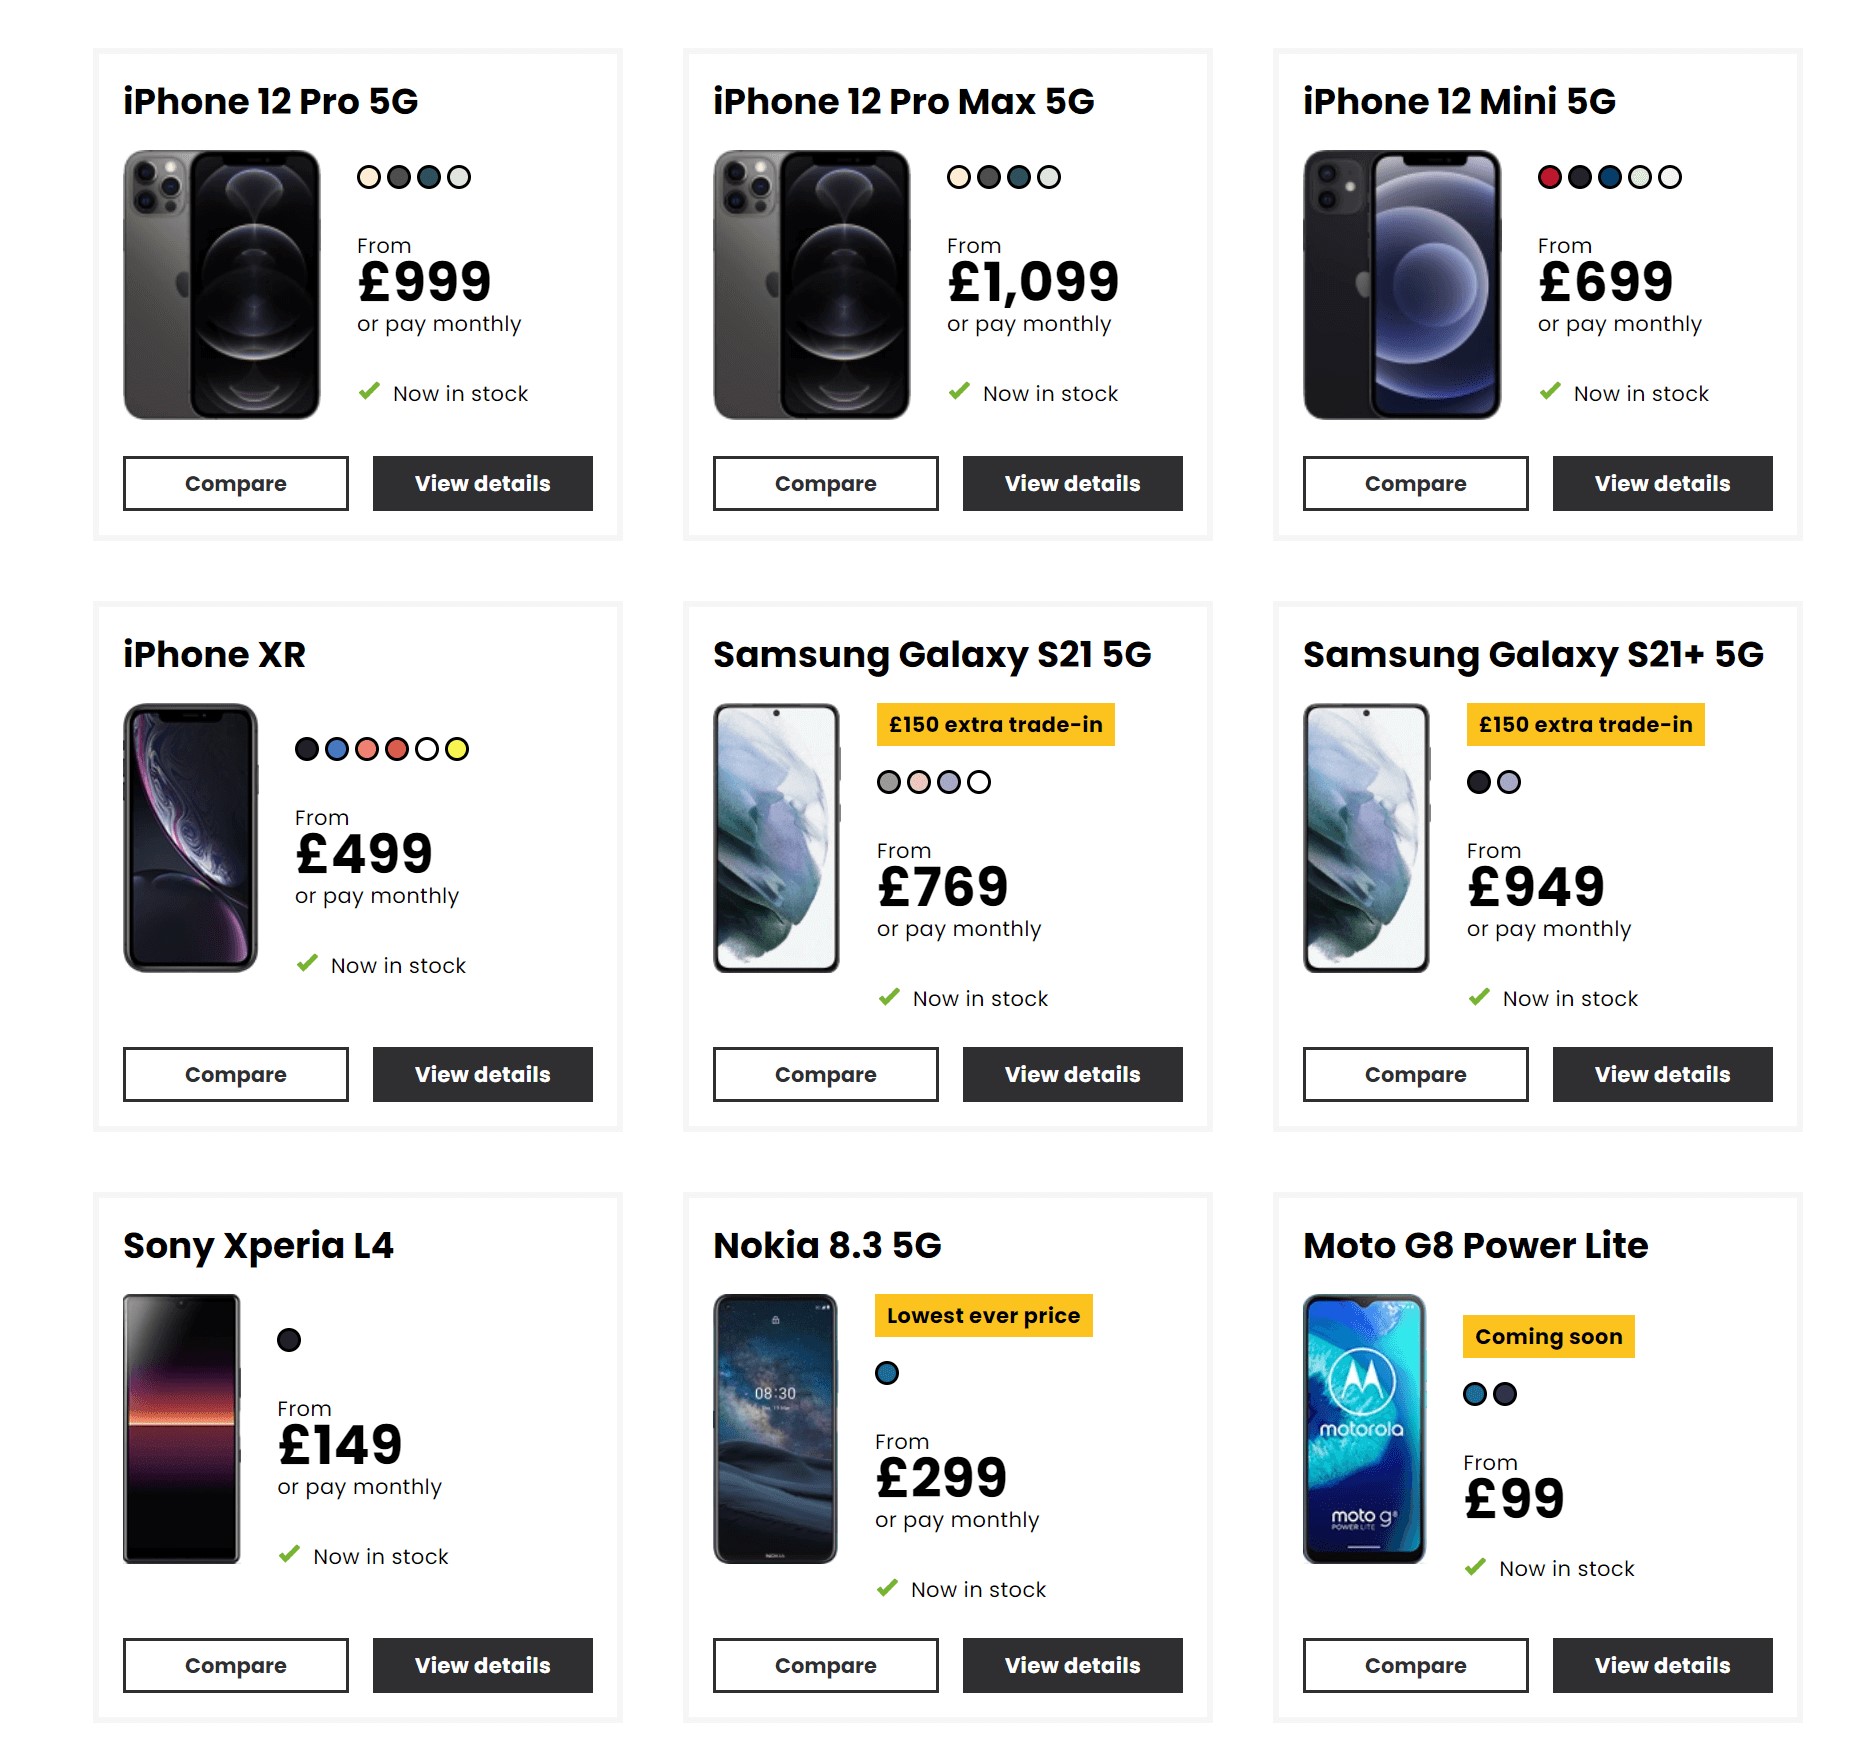 iPhone 12 Pro 5G
From
£999
or pay monthly
Now in stock
Compare
View details
iPhone 12 Pro Max 5G
From
£1,099
or pay monthly
Now in stock
Compare
View details
iPhone 12 Mini 5G
From
£699
or pay monthly
Now in stock
Compare
View details
iPhone XR
From
£499
or pay monthly
Now in stock
Compare
View details
Samsung Galaxy S21 5G
£150 extra trade-in
From
£769
or pay monthly
Now in stock
Compare
View details
Samsung Galaxy S21+ 5G
£150 extra trade-in
From
£949
or pay monthly
Now in stock
Compare
View details
Sony Xperia L4
From
£149
or pay monthly
Now in stock
Compare
View details
Nokia 8.3 5G
08:30
NOKIA
Lowest ever price
From
£299
or pay monthly
Now in stock
Compare
View details
Moto G8 Power Lite
motorola
moto g8
POWER LITE
Coming soon
From
£99
Now in stock
Compare
View details